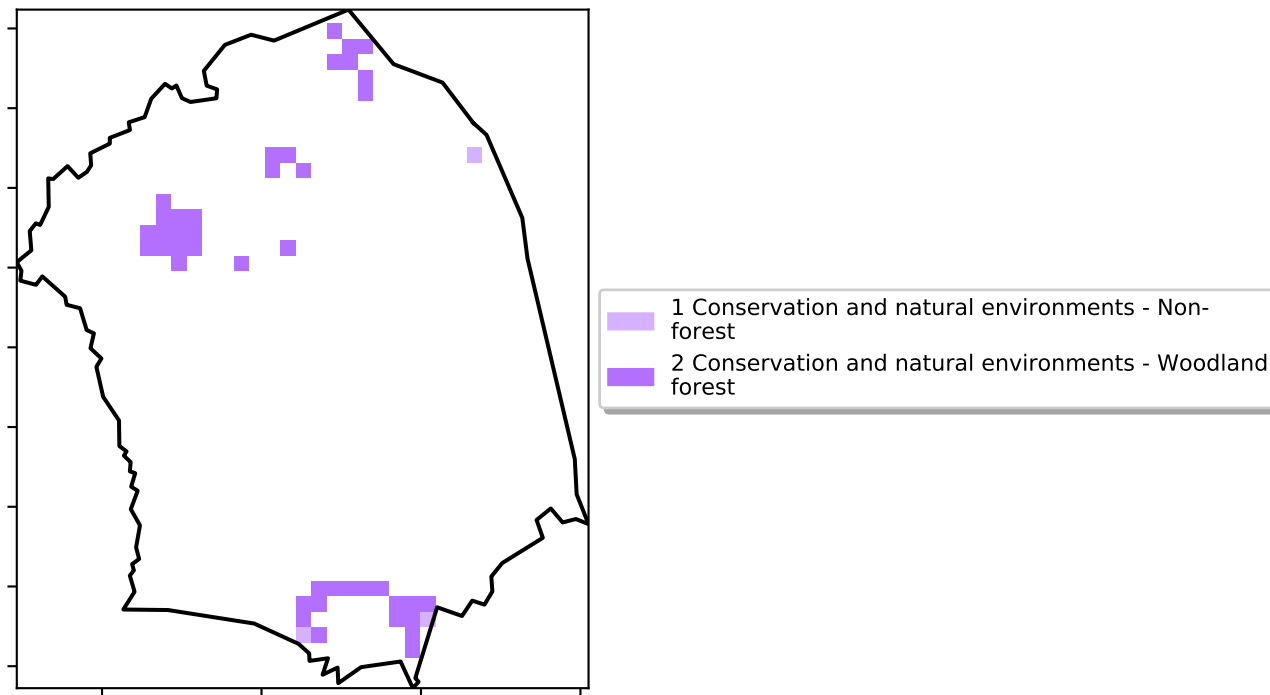 1 Conservation and natural environments - Non-
forest
2 Conservation and natural environments - Woodland
forest